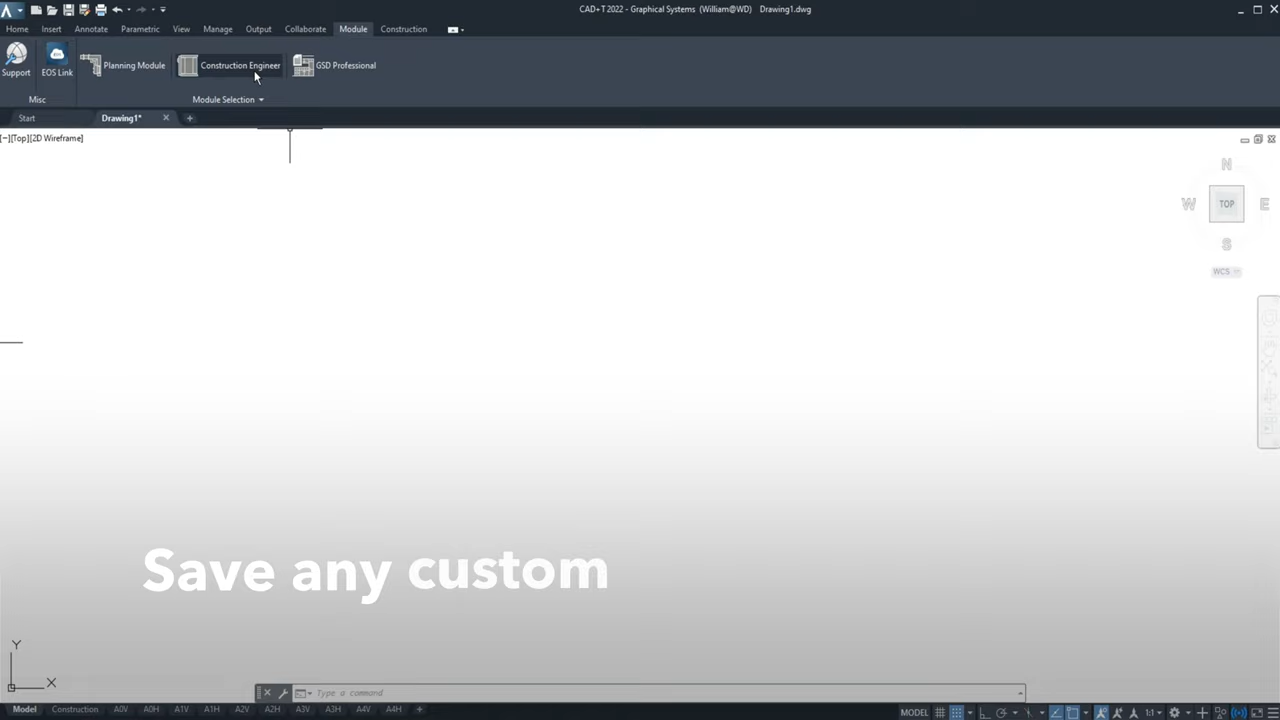 CAD+T 2022 - Graphical Systems (William@WD) Drawing1.dwg
Home Insert Annotate Parametric View Manage Output Collaborate Module Construction
Support EOS Link Planning Module Construction Engineer GSD Professional
Misc Module Selection
Start Drawing1*
[−][Top][2D Wireframe]
N
W TOP E
S
WCS
Save any custom
Y
X
Type a command
Model Construction A0V A0H A1V A1H A2V A2H A3V A3H A4V A4H + MODEL 1:1